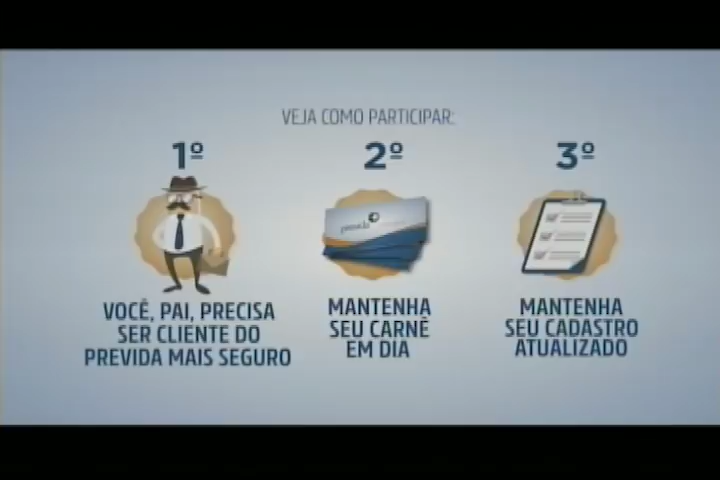 VEJA COMO PARTICIPAR:
1º
2º
3º
previda
VOCÊ, PAI, PRECISA
SER CLIENTE DO
PREVIDA MAIS SEGURO
MANTENHA
SEU CARNÊ
EM DIA
MANTENHA
SEU CADASTRO
ATUALIZADO